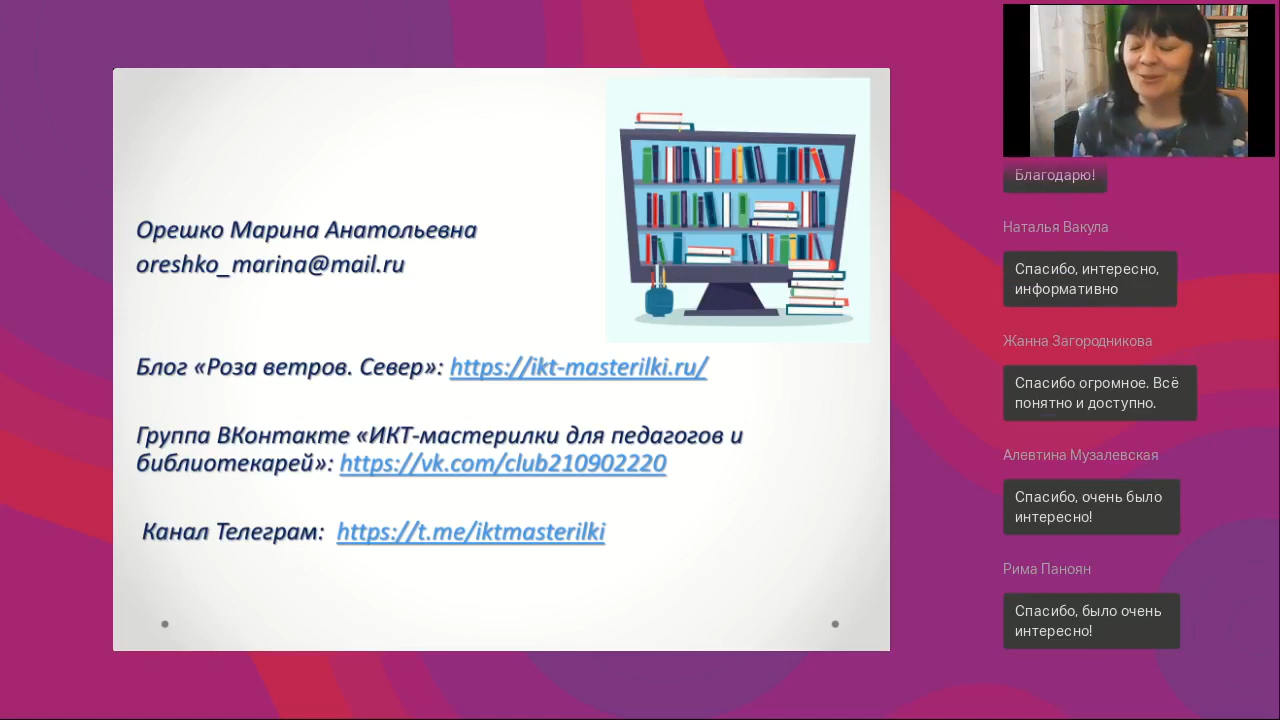 Орешко Марина Анатольевна
oreshko_marina@mail.ru
Блог «Роза ветров. Север»: https://ikt-masterilki.ru/
Группа ВКонтакте «ИКТ-мастерилки для педагогов и
библиотекарей»: https://vk.com/club210902220
Канал Телеграм: https://t.me/iktmasterilki
Благодарю!
Наталья Вакула
Спасибо, интересно,
информативно
Жанна Загородникова
Спасибо огромное. Всё
понятно и доступно.
Алевтина Музалевская
Спасибо, очень было
интересно!
Рима Паноян
Спасибо, было очень
интересно!